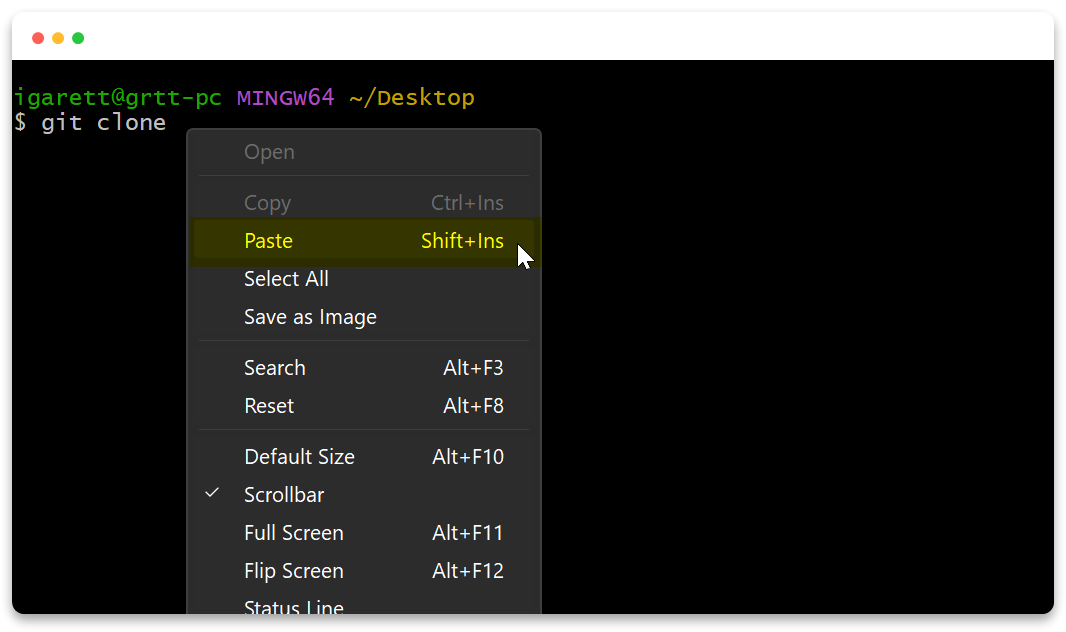 igarett@grtt-pc MINGW64 ~/Desktop
$ git clone
Open
Copy Ctrl+Ins
Paste Shift+Ins
Select All
Save as Image
Search Alt+F3
Reset Alt+F8
Default Size Alt+F10
Scrollbar
Full Screen Alt+F11
Flip Screen Alt+F12
Status Line